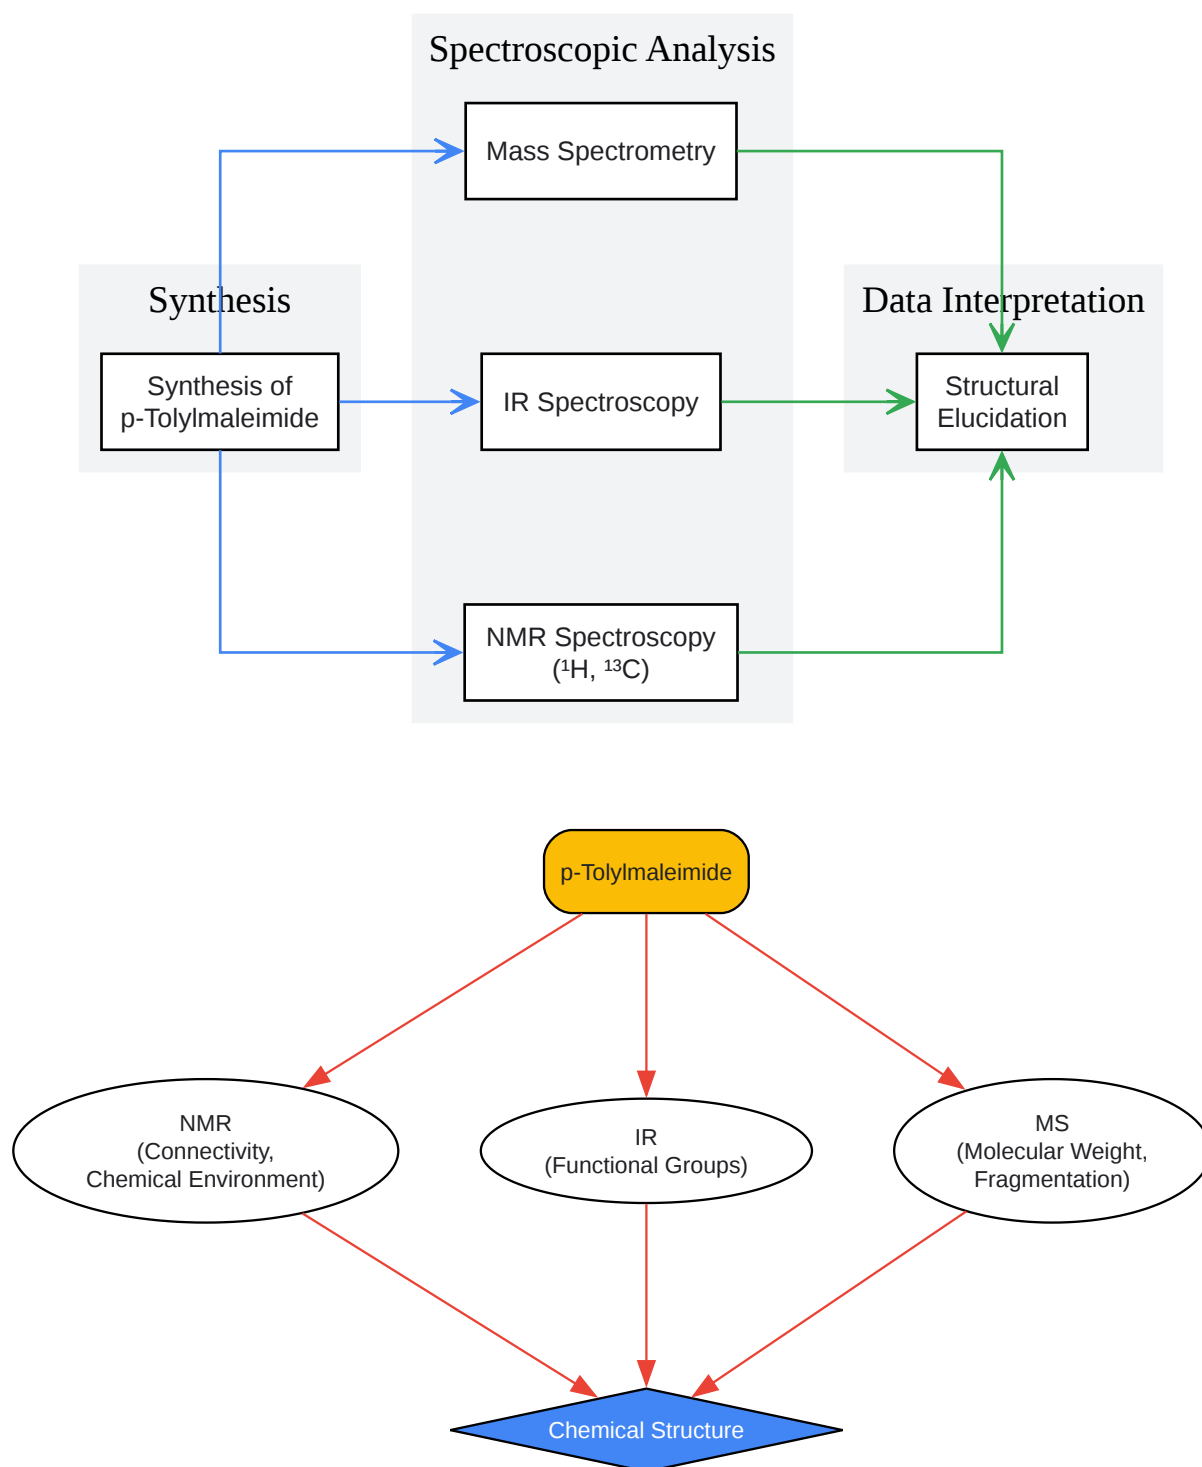 Spectroscopic Analysis
Mass Spectrometry
Synthesis
Data Interpretation
Synthesis of
p-Tolylmaleimide
IR Spectroscopy
Structural
Elucidation
NMR Spectroscopy
(¹H, ¹³C)
p-Tolylmaleimide
NMR
(Connectivity,
Chemical Environment)
IR
(Functional Groups)
MS
(Molecular Weight,
Fragmentation)
Chemical Structure